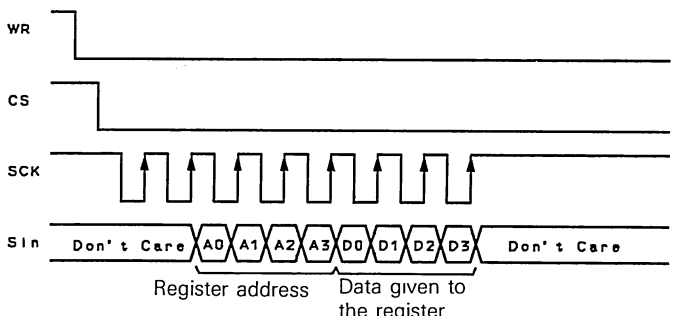 WR
CS
SCK
Sin Don't Care A0 A1 A2 A3 D0 D1 D2 D3 Don't Care
Register address Data given to
the register